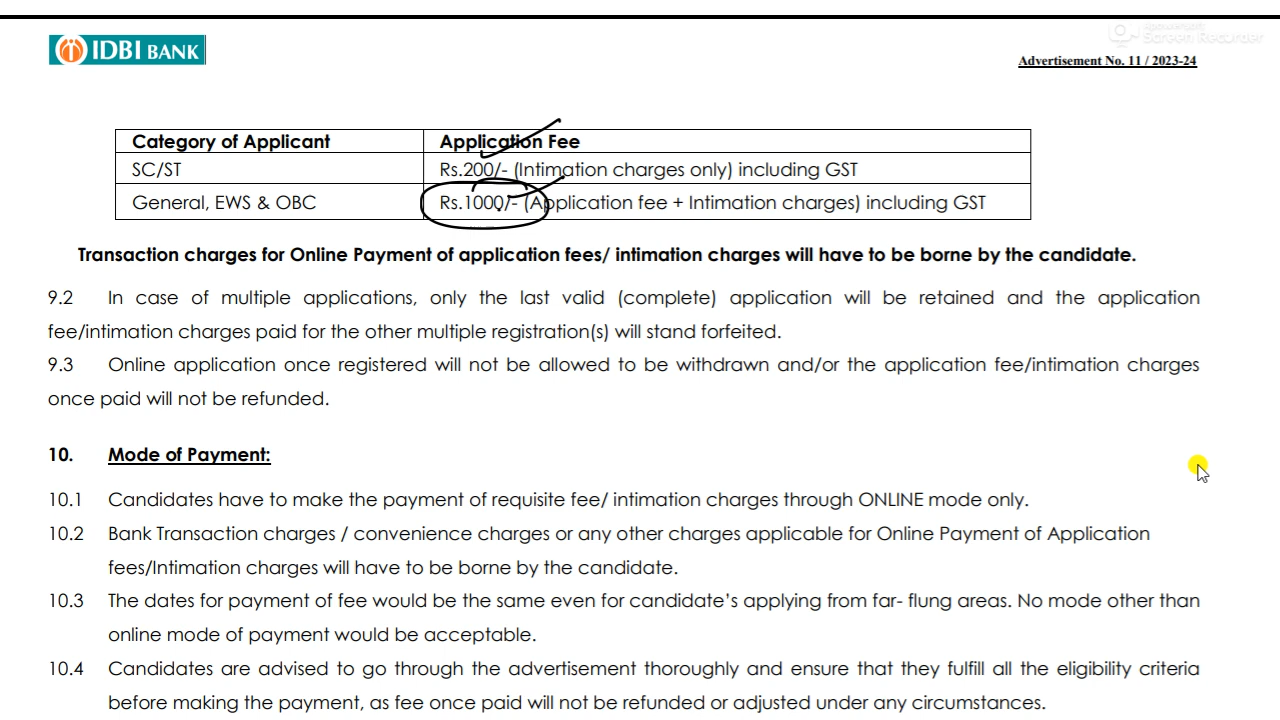 Screen Recorder
IDBI BANK
Advertisement No. 11 / 2023-24
Category of Applicant Application Fee
SC/ST Rs.200/- (Intimation charges only) including GST
General, EWS & OBC Rs.1000/- (Application fee + Intimation charges) including GST
Transaction charges for Online Payment of application fees/ intimation charges will have to be borne by the candidate.
9.2 In case of multiple applications, only the last valid (complete) application will be retained and the application
fee/intimation charges paid for the other multiple registration(s) will stand forfeited.
9.3 Online application once registered will not be allowed to be withdrawn and/or the application fee/intimation charges
once paid will not be refunded.
10. Mode of Payment:
10.1 Candidates have to make the payment of requisite fee/ intimation charges through ONLINE mode only.
10.2 Bank Transaction charges / convenience charges or any other charges applicable for Online Payment of Application
fees/Intimation charges will have to be borne by the candidate.
10.3 The dates for payment of fee would be the same even for candidate's applying from far- flung areas. No mode other than
online mode of payment would be acceptable.
10.4 Candidates are advised to go through the advertisement thoroughly and ensure that they fulfill all the eligibility criteria
before making the payment, as fee once paid will not be refunded or adjusted under any circumstances.